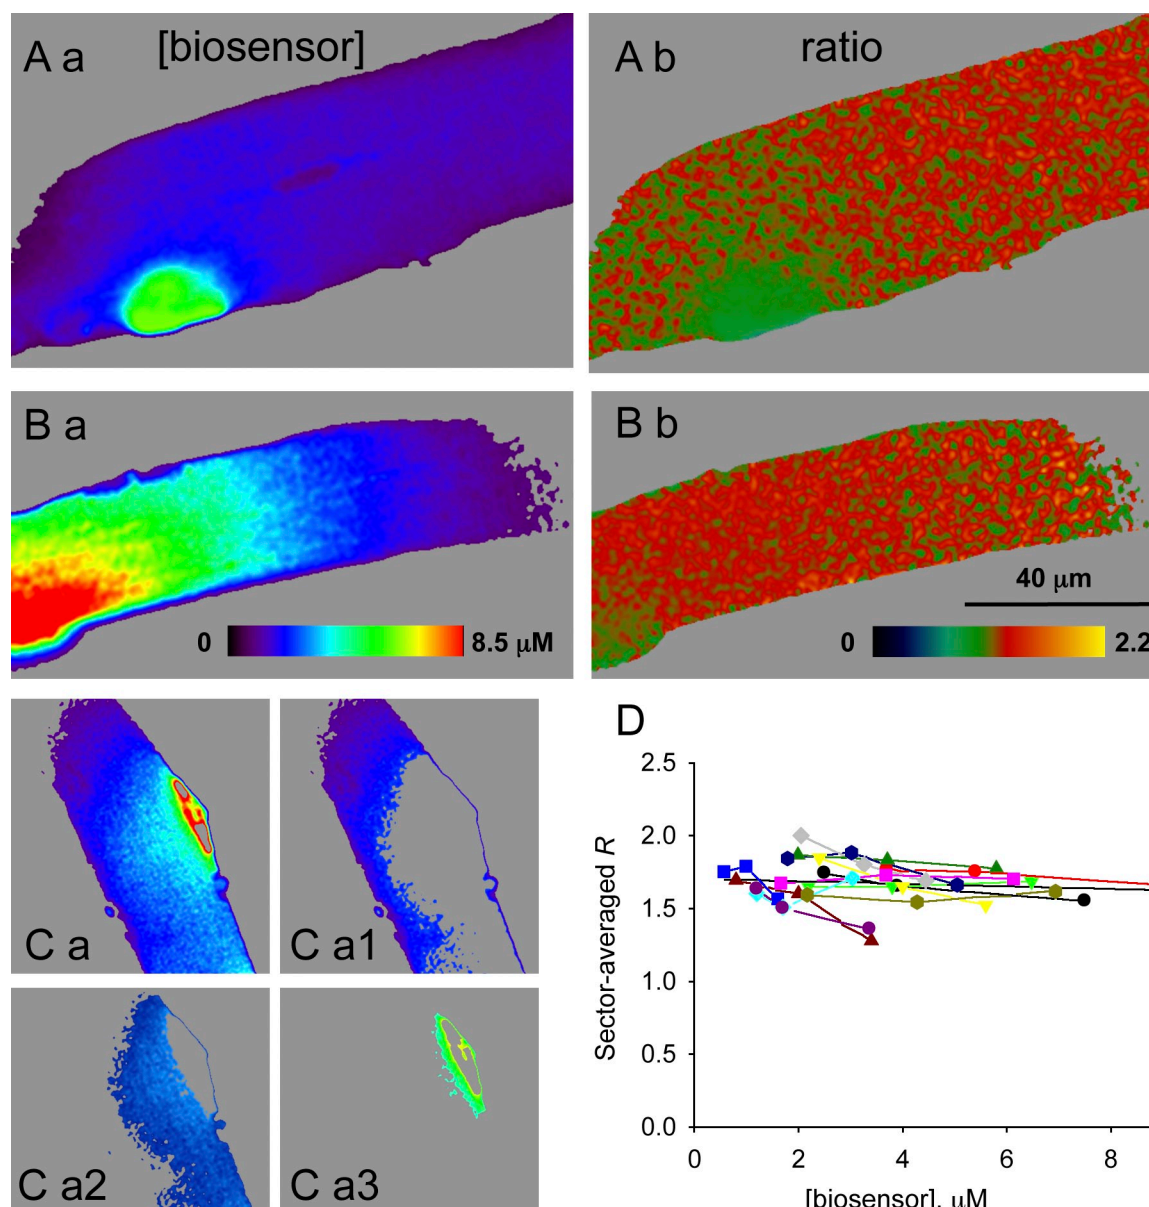 A a [biosensor]
A b ratio
B a
0 8.5 μM
B b
40 μm
0 2.2
C a
C a1
C a2
C a3
D
2.5
2.0
1.5
1.0
0.5
0.0
0 2 4 6 8
Sector-averaged R
[biosensor], μM